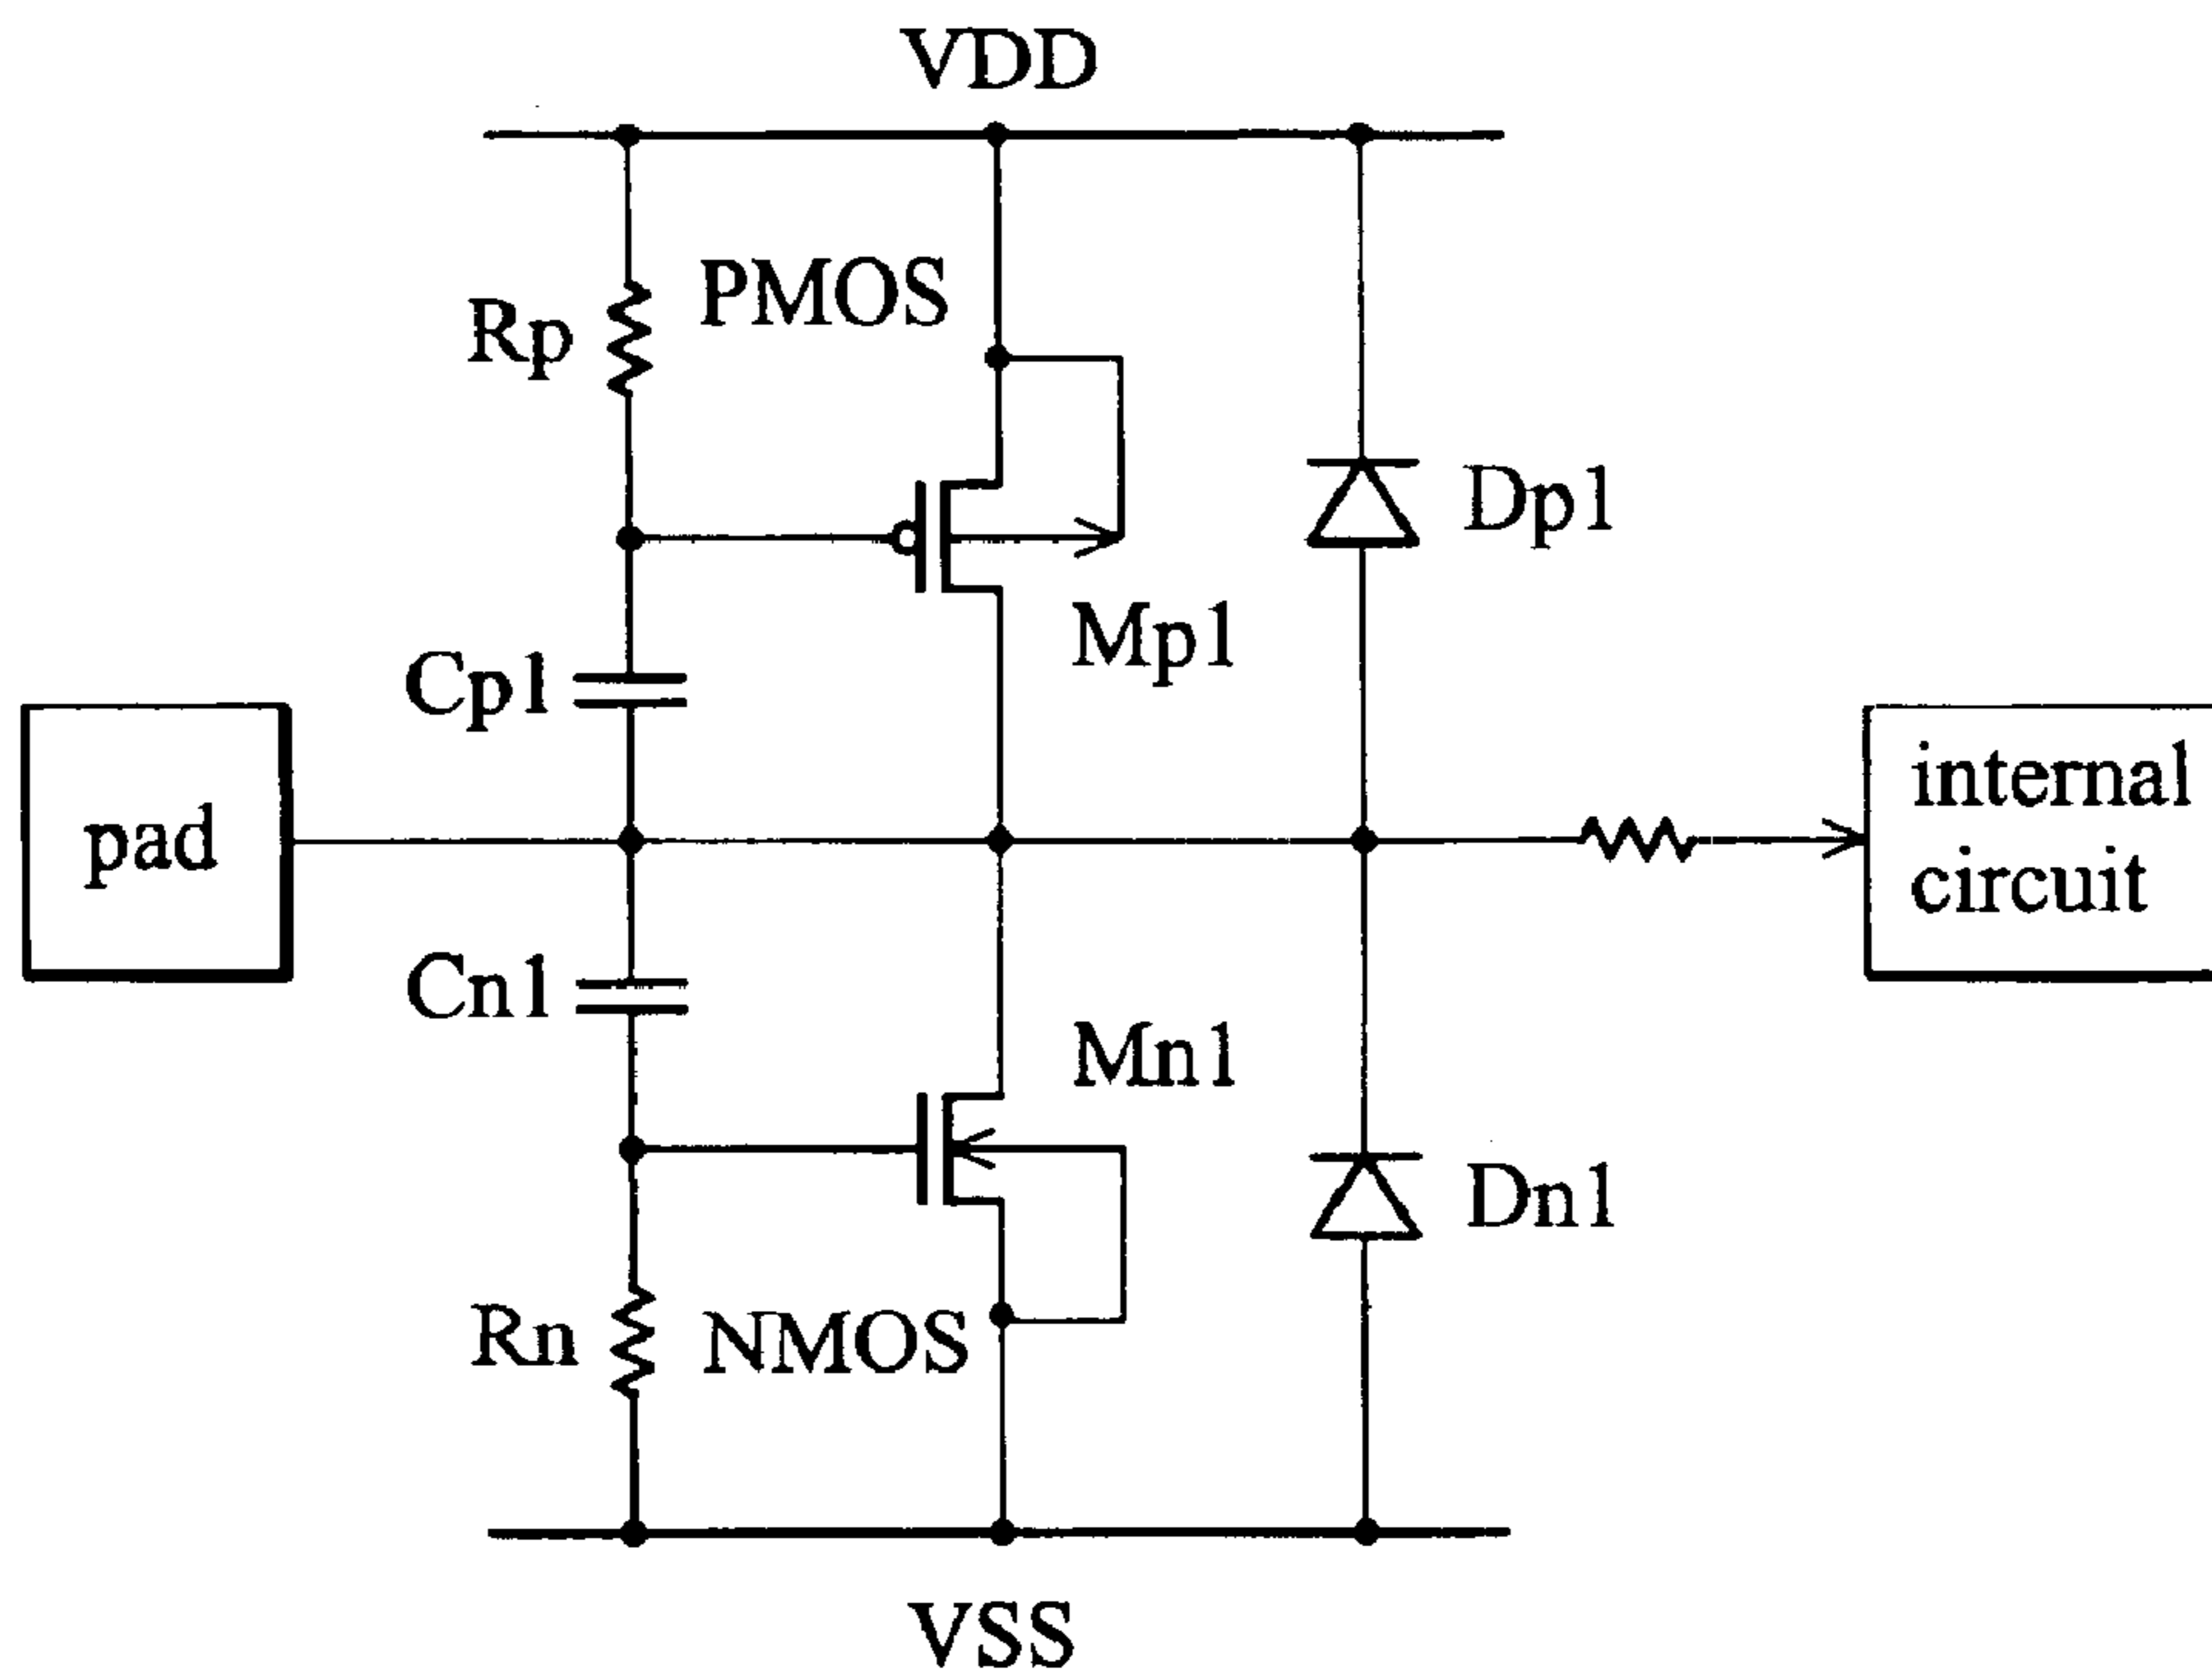 VDD
PMOS
Rp
Dp1
Mp1
Cp1
pad
internal
circuit
Cn1
Mn1
Dn1
Rn
NMOS
VSS